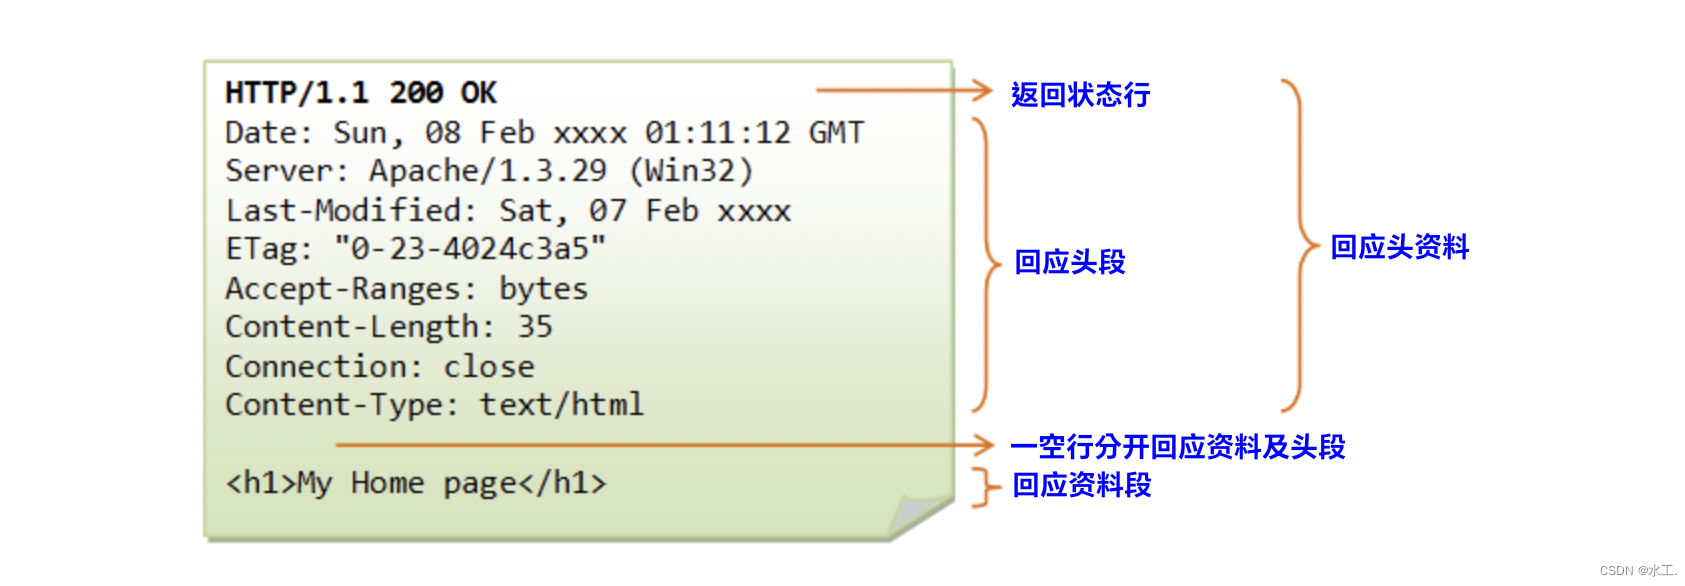 HTTP/1.1 200 OK
返回状态行
Date: Sun, 08 Feb xxxx 01:11:12 GMT
Server: Apache/1.3.29 (Win32)
Last-Modified: Sat, 07 Feb xxxx
ETag: "0-23-4024c3a5"
Accept-Ranges: bytes
Content-Length: 35
Connection: close
Content-Type: text/html
回应头段
回应头资料
一空行分开回应资料及头段
<h1>My Home page</h1>
回应资料段
CSDN @水工.